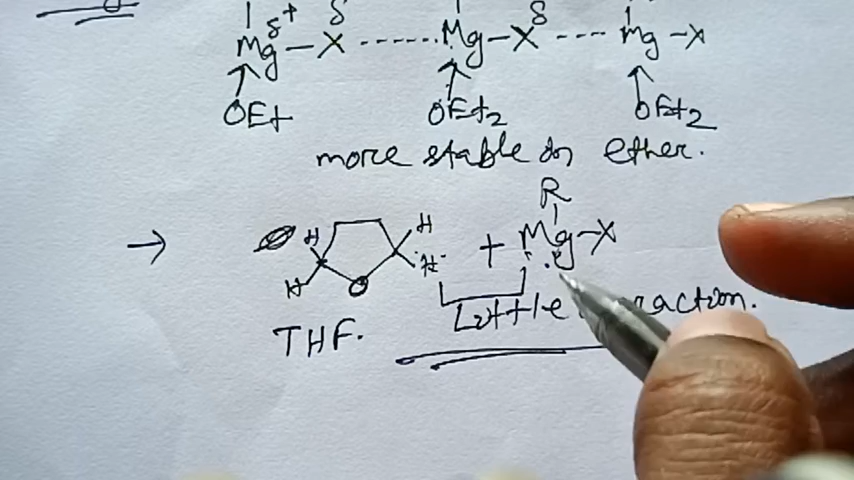 δ+ δ δ
Mg—X-----Mg—X---Mg—X
OEt OEt₂ OEt₂
more stable in ether.
R
→ H H H H O + Mg—X
Little
THF.